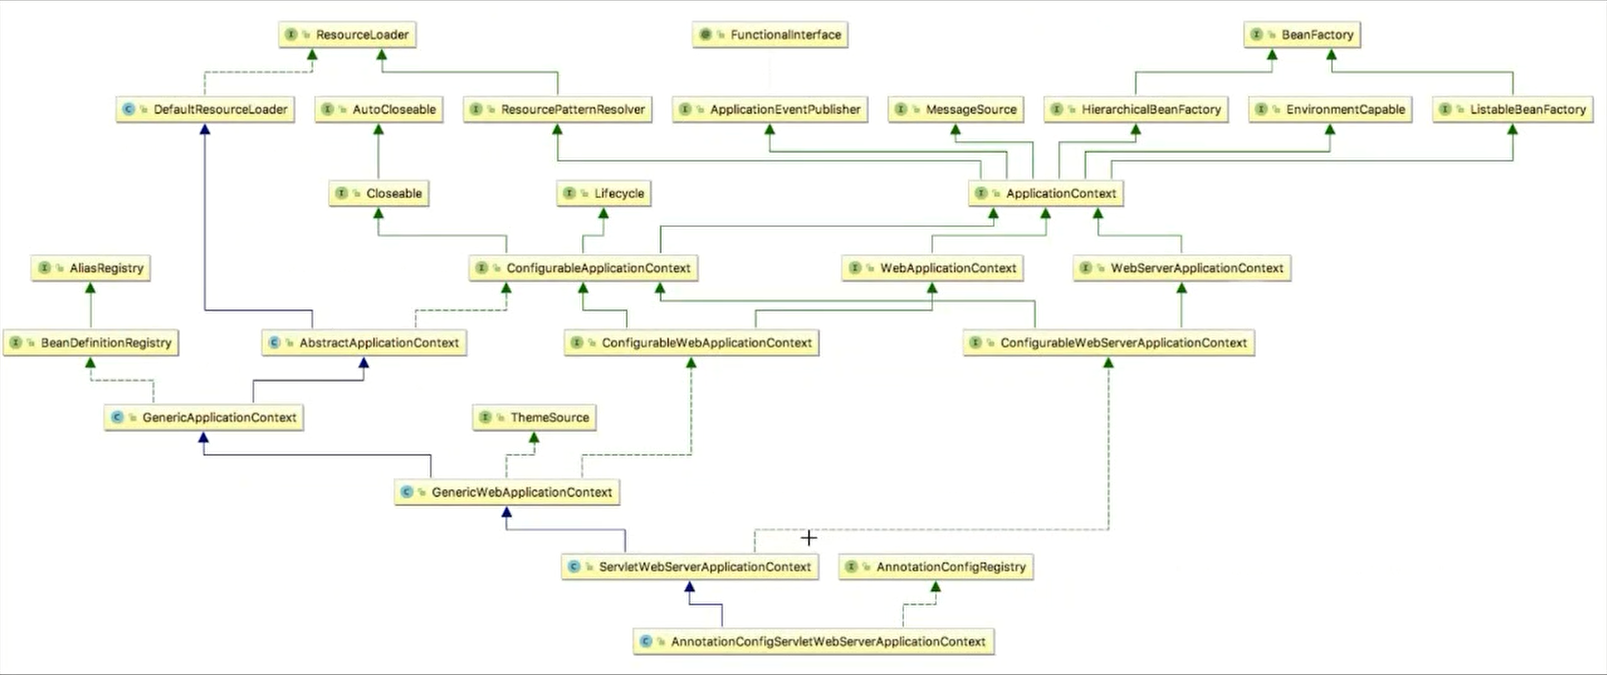 ResourceLoader
FunctionalInterface
BeanFactory
DefaultResourceLoader
AutoCloseable
ResourcePatternResolver
ApplicationEventPublisher
MessageSource
HierarchicalBeanFactory
EnvironmentCapable
ListableBeanFactory
Closeable
Lifecycle
ApplicationContext
AliasRegistry
ConfigurableApplicationContext
WebApplicationContext
WebServerApplicationContext
BeanDefinitionRegistry
AbstractApplicationContext
ConfigurableWebApplicationContext
ConfigurableWebServerApplicationContext
GenericApplicationContext
ThemeSource
GenericWebApplicationContext
ServletWebServerApplicationContext
AnnotationConfigRegistry
AnnotationConfigServletWebServerApplicationContext